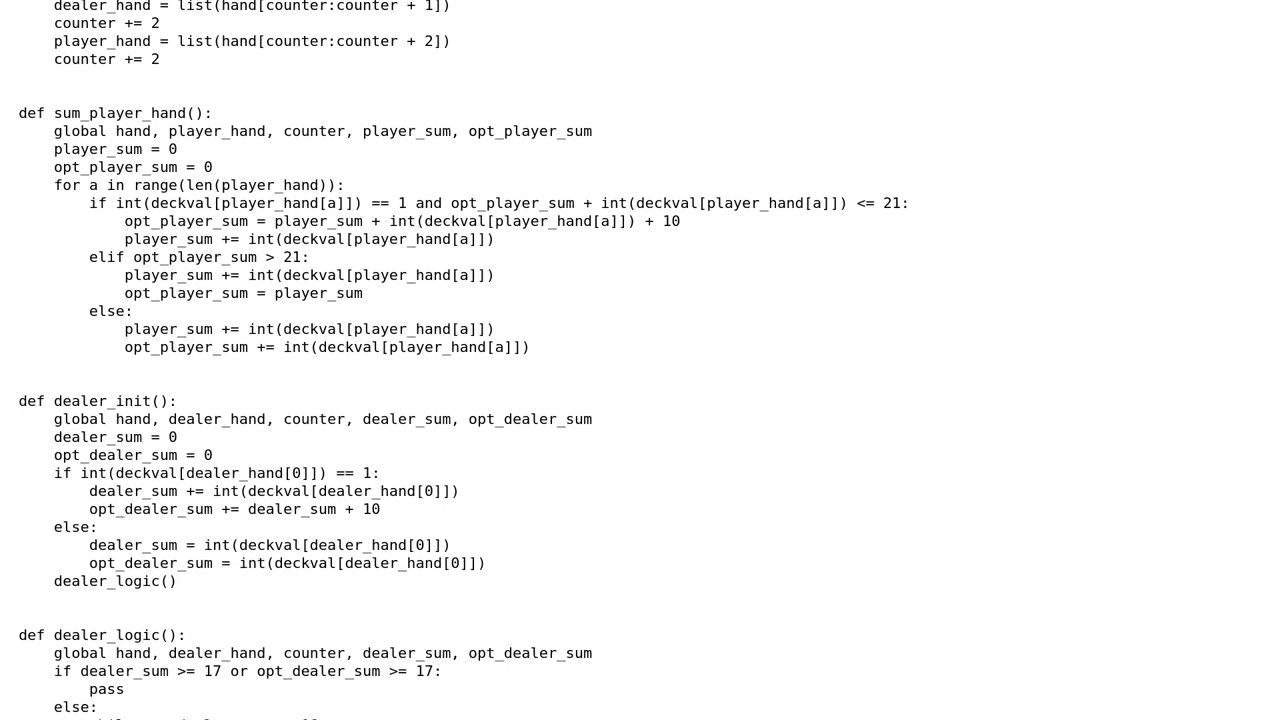 dealer_hand = list(hand[counter:counter + 1])
counter += 2
player_hand = list(hand[counter:counter + 2])
counter += 2
def sum_player_hand():
global hand, player_hand, counter, player_sum, opt_player_sum
player_sum = 0
opt_player_sum = 0
for a in range(len(player_hand)):
if int(deckval[player_hand[a]]) == 1 and opt_player_sum + int(deckval[player_hand[a]]) <= 21:
opt_player_sum = player_sum + int(deckval[player_hand[a]]) + 10
player_sum += int(deckval[player_hand[a]])
elif opt_player_sum > 21:
player_sum += int(deckval[player_hand[a]])
opt_player_sum = player_sum
else:
player_sum += int(deckval[player_hand[a]])
opt_player_sum += int(deckval[player_hand[a]])
def dealer_init():
global hand, dealer_hand, counter, dealer_sum, opt_dealer_sum
dealer_sum = 0
opt_dealer_sum = 0
if int(deckval[dealer_hand[0]]) == 1:
dealer_sum += int(deckval[dealer_hand[0]])
opt_dealer_sum += dealer_sum + 10
else:
dealer_sum = int(deckval[dealer_hand[0]])
opt_dealer_sum = int(deckval[dealer_hand[0]])
dealer_logic()
def dealer_logic():
global hand, dealer_hand, counter, dealer_sum, opt_dealer_sum
if dealer_sum >= 17 or opt_dealer_sum >= 17:
pass
else: